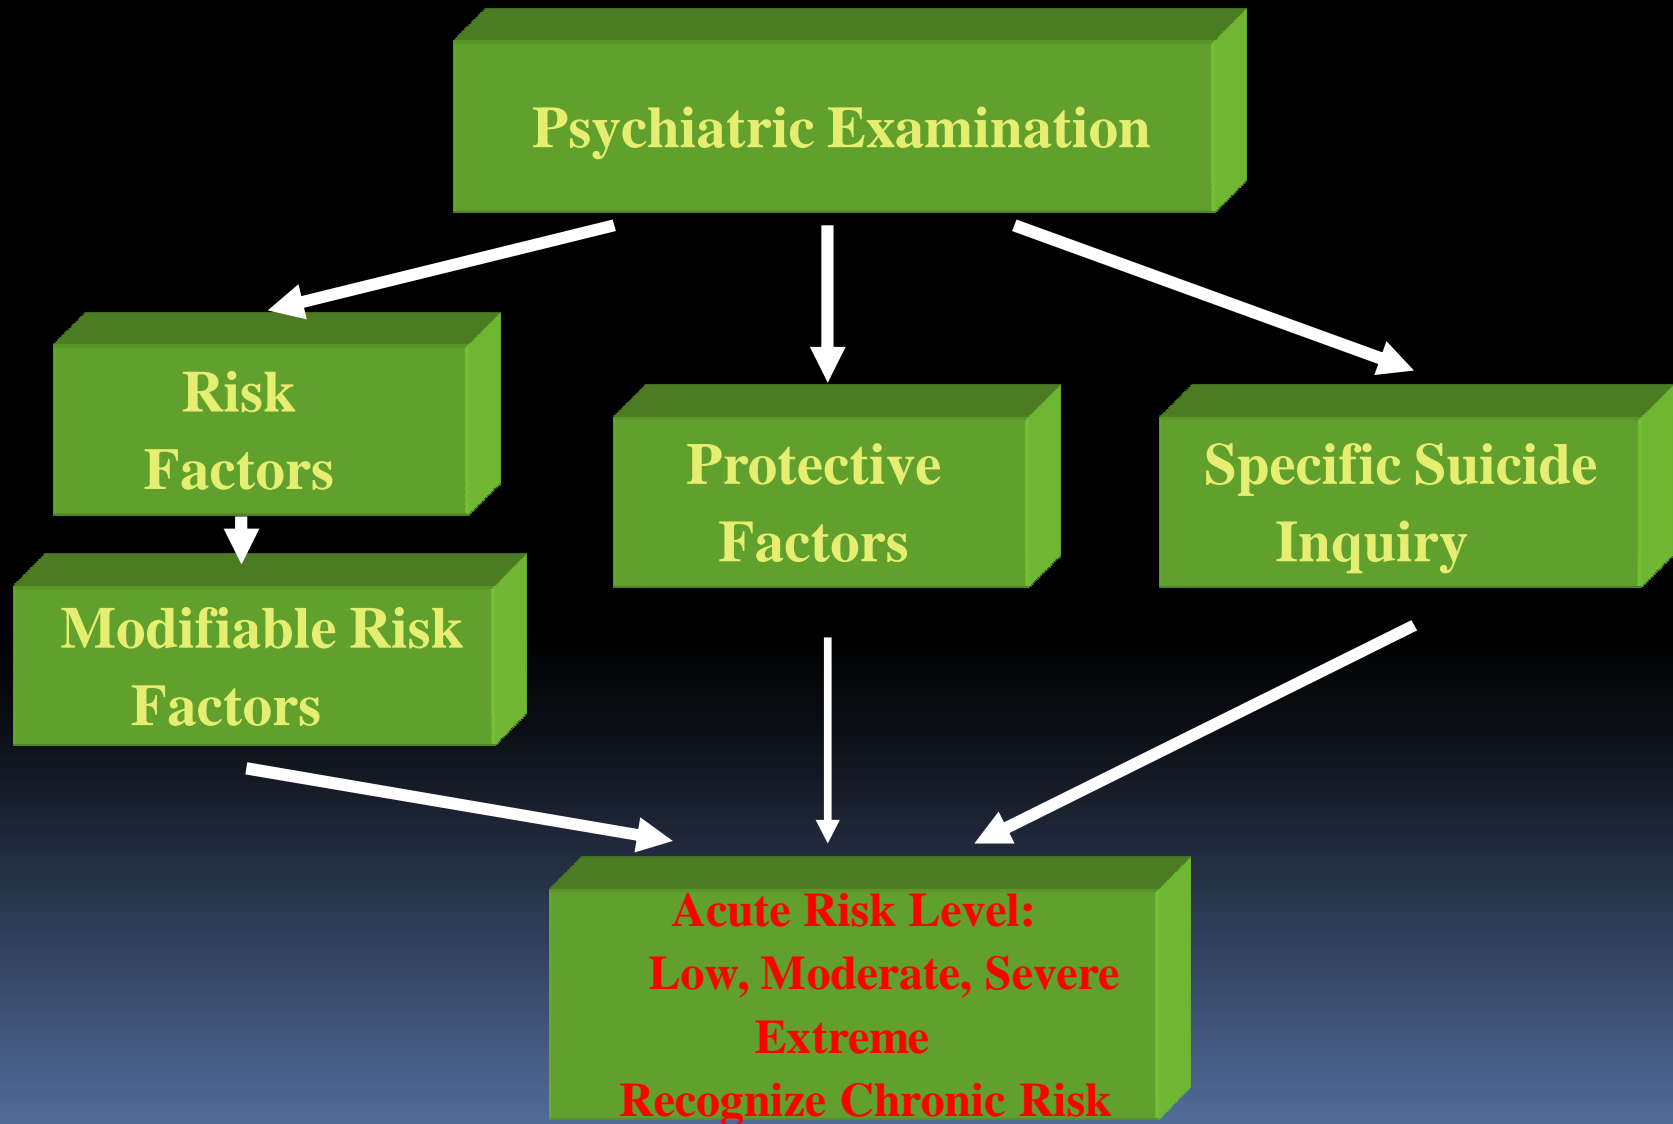 Psychiatric Examination
Risk
Factors
Protective
Factors
Specific Suicide
Inquiry
Modifiable Risk
Factors
Acute Risk Level:
Low, Moderate, Severe
Extreme
Recognize Chronic Risk